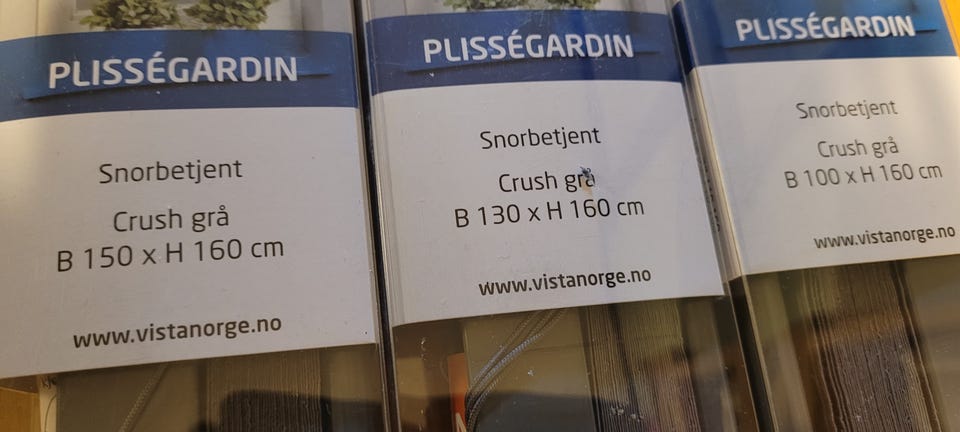 PLISSÉGARDIN
Snorbetjent
Crush grå
B 150 x H 160 cm
www.vistanorge.no
PLISSÉGARDIN
Snorbetjent
Crush grå
B 130 x H 160 cm
www.vistanorge.no
PLISSÉGARDIN
Snorbetjent
Crush grå
B 100 x H 160 cm
www.vistanorge.no